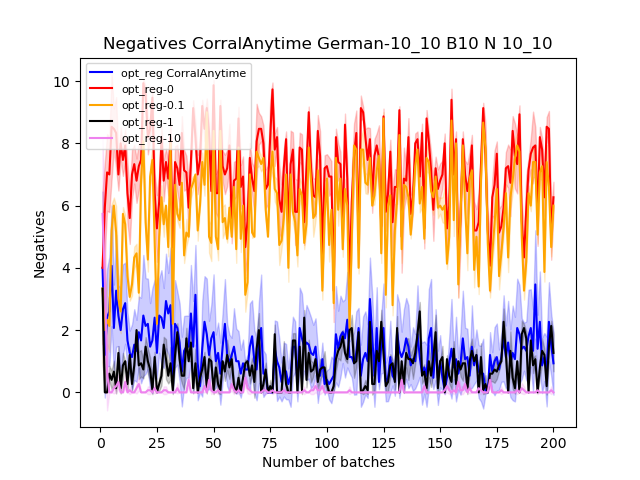 Negatives CorralAnytime German-10_10 B10 N 10_10
opt_reg CorralAnytime
opt_reg-0
opt_reg-0.1
opt_reg-1
opt_reg-10
10
8
6
4
2
0
Negatives
0 25 50 75 100 125 150 175 200
Number of batches